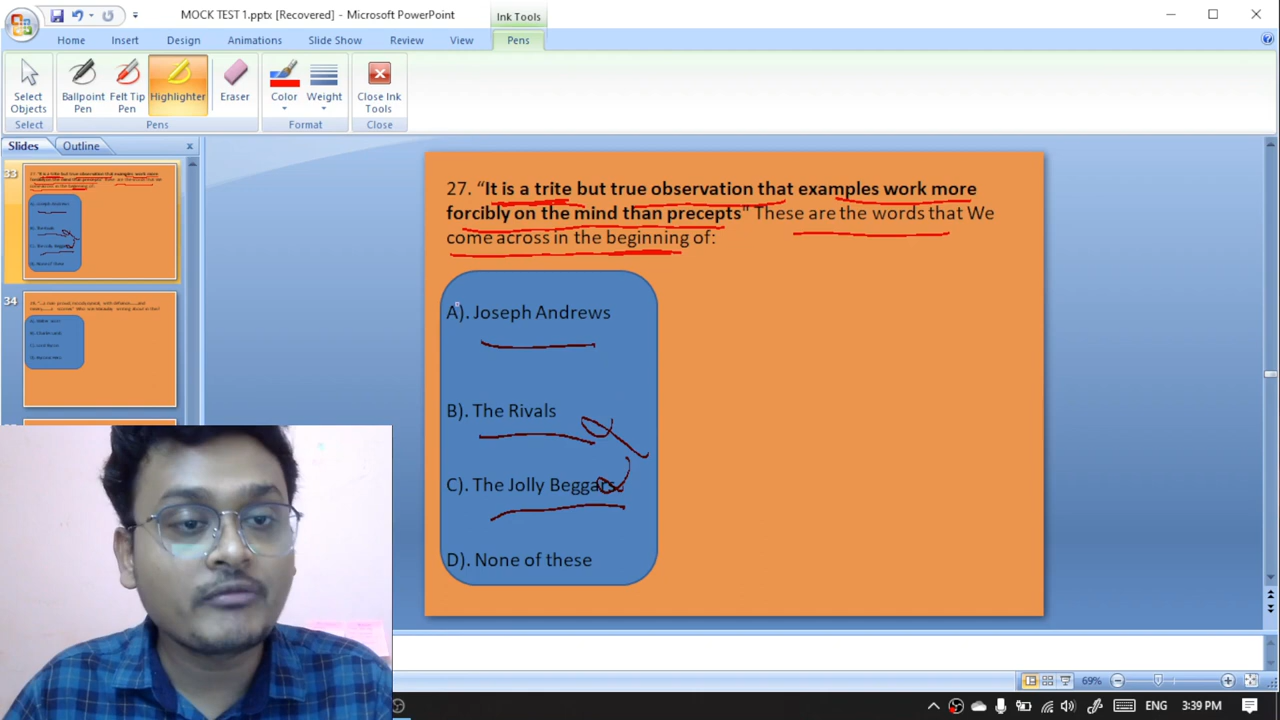 MOCK TEST 1.pptx [Recovered] - Microsoft PowerPoint
Ink Tools
Home Insert Design Animations Slide Show Review View Pens
Select Objects
Ballpoint Pen
Felt Tip Pen
Highlighter
Eraser
Color
Weight
Close Ink Tools
Select Pens Format Close
Slides Outline
33
34
27. “It is a trite but true observation that examples work more
forcibly on the mind than precepts" These are the words that We
come across in the beginning of:
A). Joseph Andrews
B). The Rivals
C). The Jolly Beggars
D). None of these
69%
ENG 3:39 PM